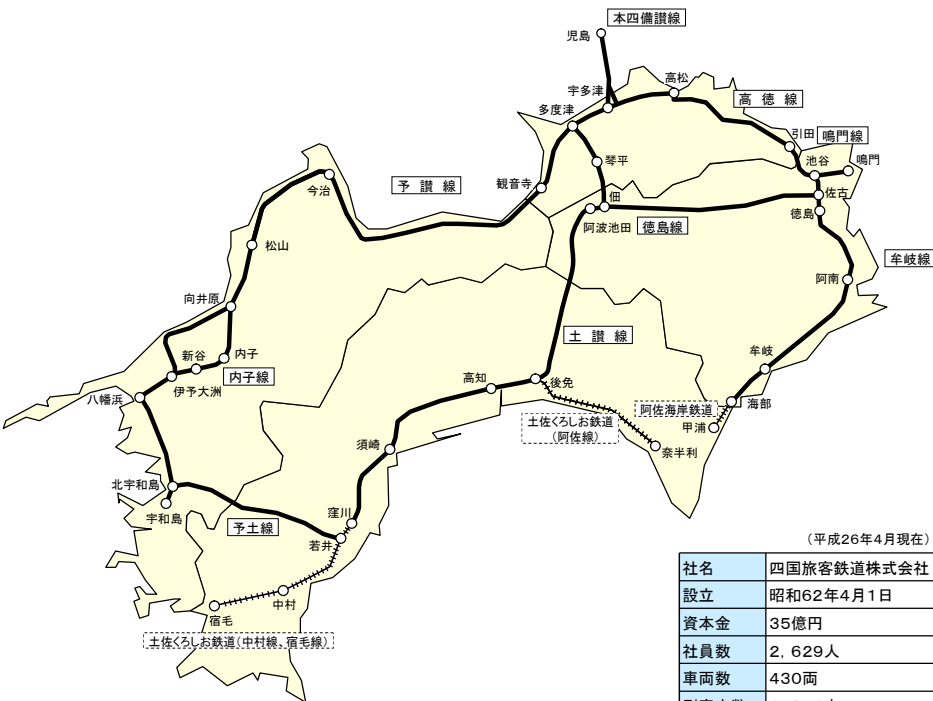 本四備讃線
児島
宇多津
高松
高徳線
多度津
引田
鳴門線
池谷
鳴門
琴平
観音寺
予讃線
今治
佃
佐古
阿波池田
徳島線
徳島
牟岐線
松山
阿南
向井原
土讃線
新谷
内子
内子線
伊予大洲
八幡浜
高知
後免
牟岐
海部
阿佐海岸鉄道
甲浦
土佐くろしお鉄道
(阿佐線)
奈半利
須崎
北宇和島
宇和島
予土線
窪川
若井
中村
宿毛
土佐くろしお鉄道(中村線、宿毛線)
(平成26年4月現在)
社名 四国旅客鉄道株式会社
設立 昭和62年4月1日
資本金 35億円
社員数 2,629人
車両数 430両